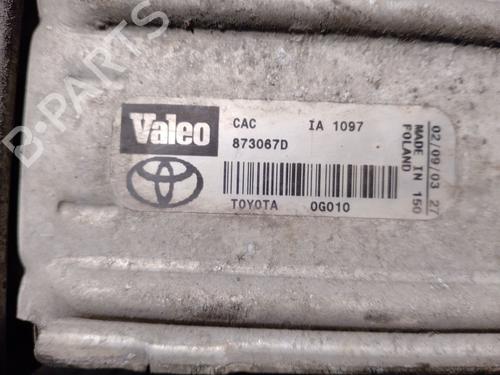 B-PARTS
Valeo
CAC IA 1097
873067D
TOYOTA 0G010
MADE IN 150
POLAND
02/09/03 27